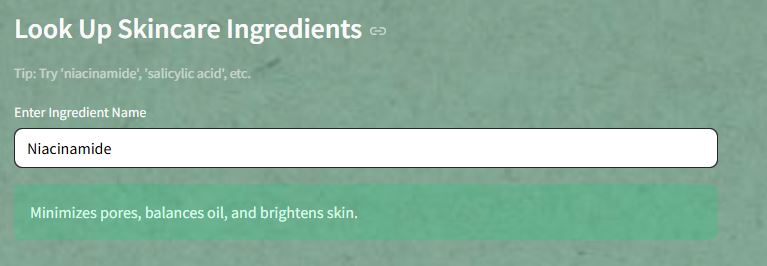 Look Up Skincare Ingredients
Tip: Try 'niacinamide', 'salicylic acid', etc.
Enter Ingredient Name
Niacinamide
Minimizes pores, balances oil, and brightens skin.